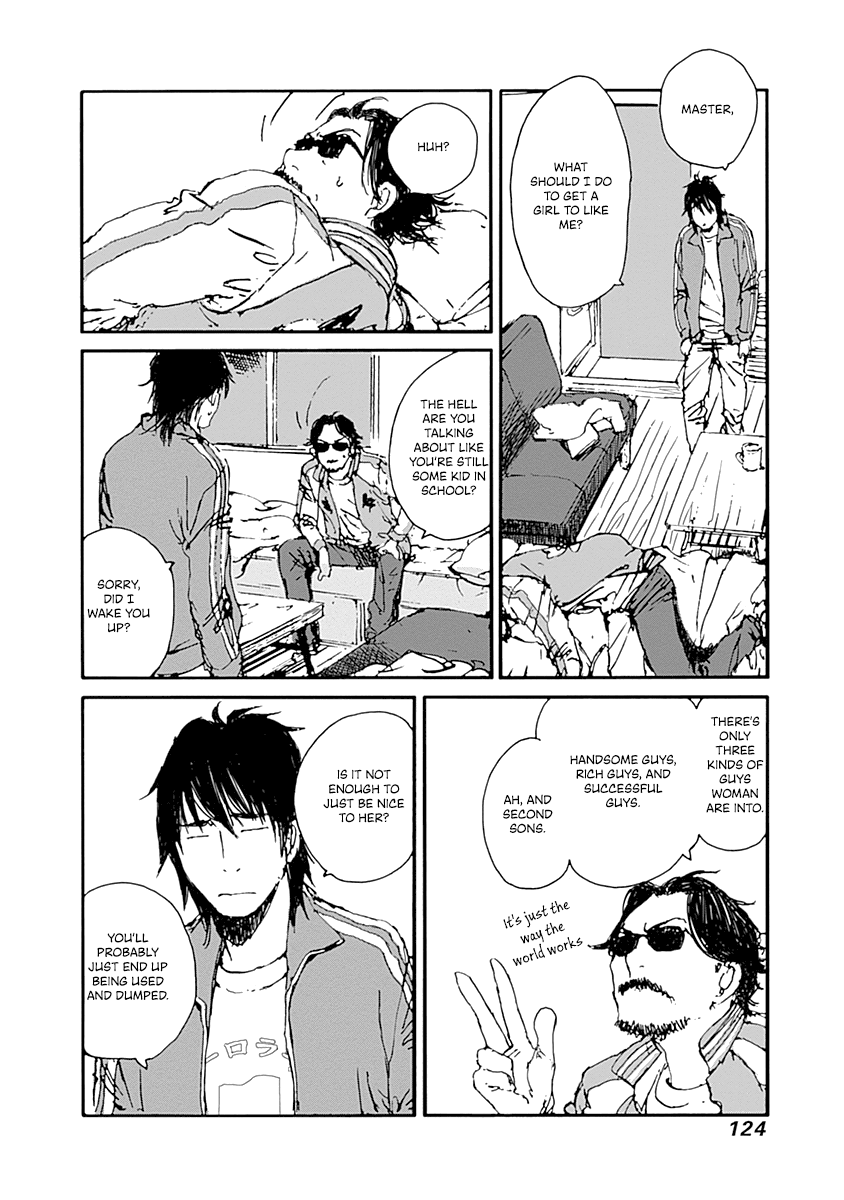 MASTER,
WHAT
SHOULD I DO
TO GET A
GIRL TO LIKE
ME?
HUH?
THE HELL
ARE YOU
TALKING
ABOUT LIKE
YOU'RE STILL
SOME KID IN
SCHOOL?
SORRY,
DID I
WAKE YOU
UP?
THERE'S
ONLY
THREE
KINDS OF
GUYS
WOMAN
ARE INTO.
HANDSOME GUYS,
RICH GUYS, AND
SUCCESSFUL
GUYS.
AH, AND
SECOND
SONS.
It's just the
way the
world works
IS IT NOT
ENOUGH TO
JUST BE NICE
TO HER?
YOU'LL
PROBABLY
JUST END UP
BEING USED
AND DUMPED.
ロラ
124